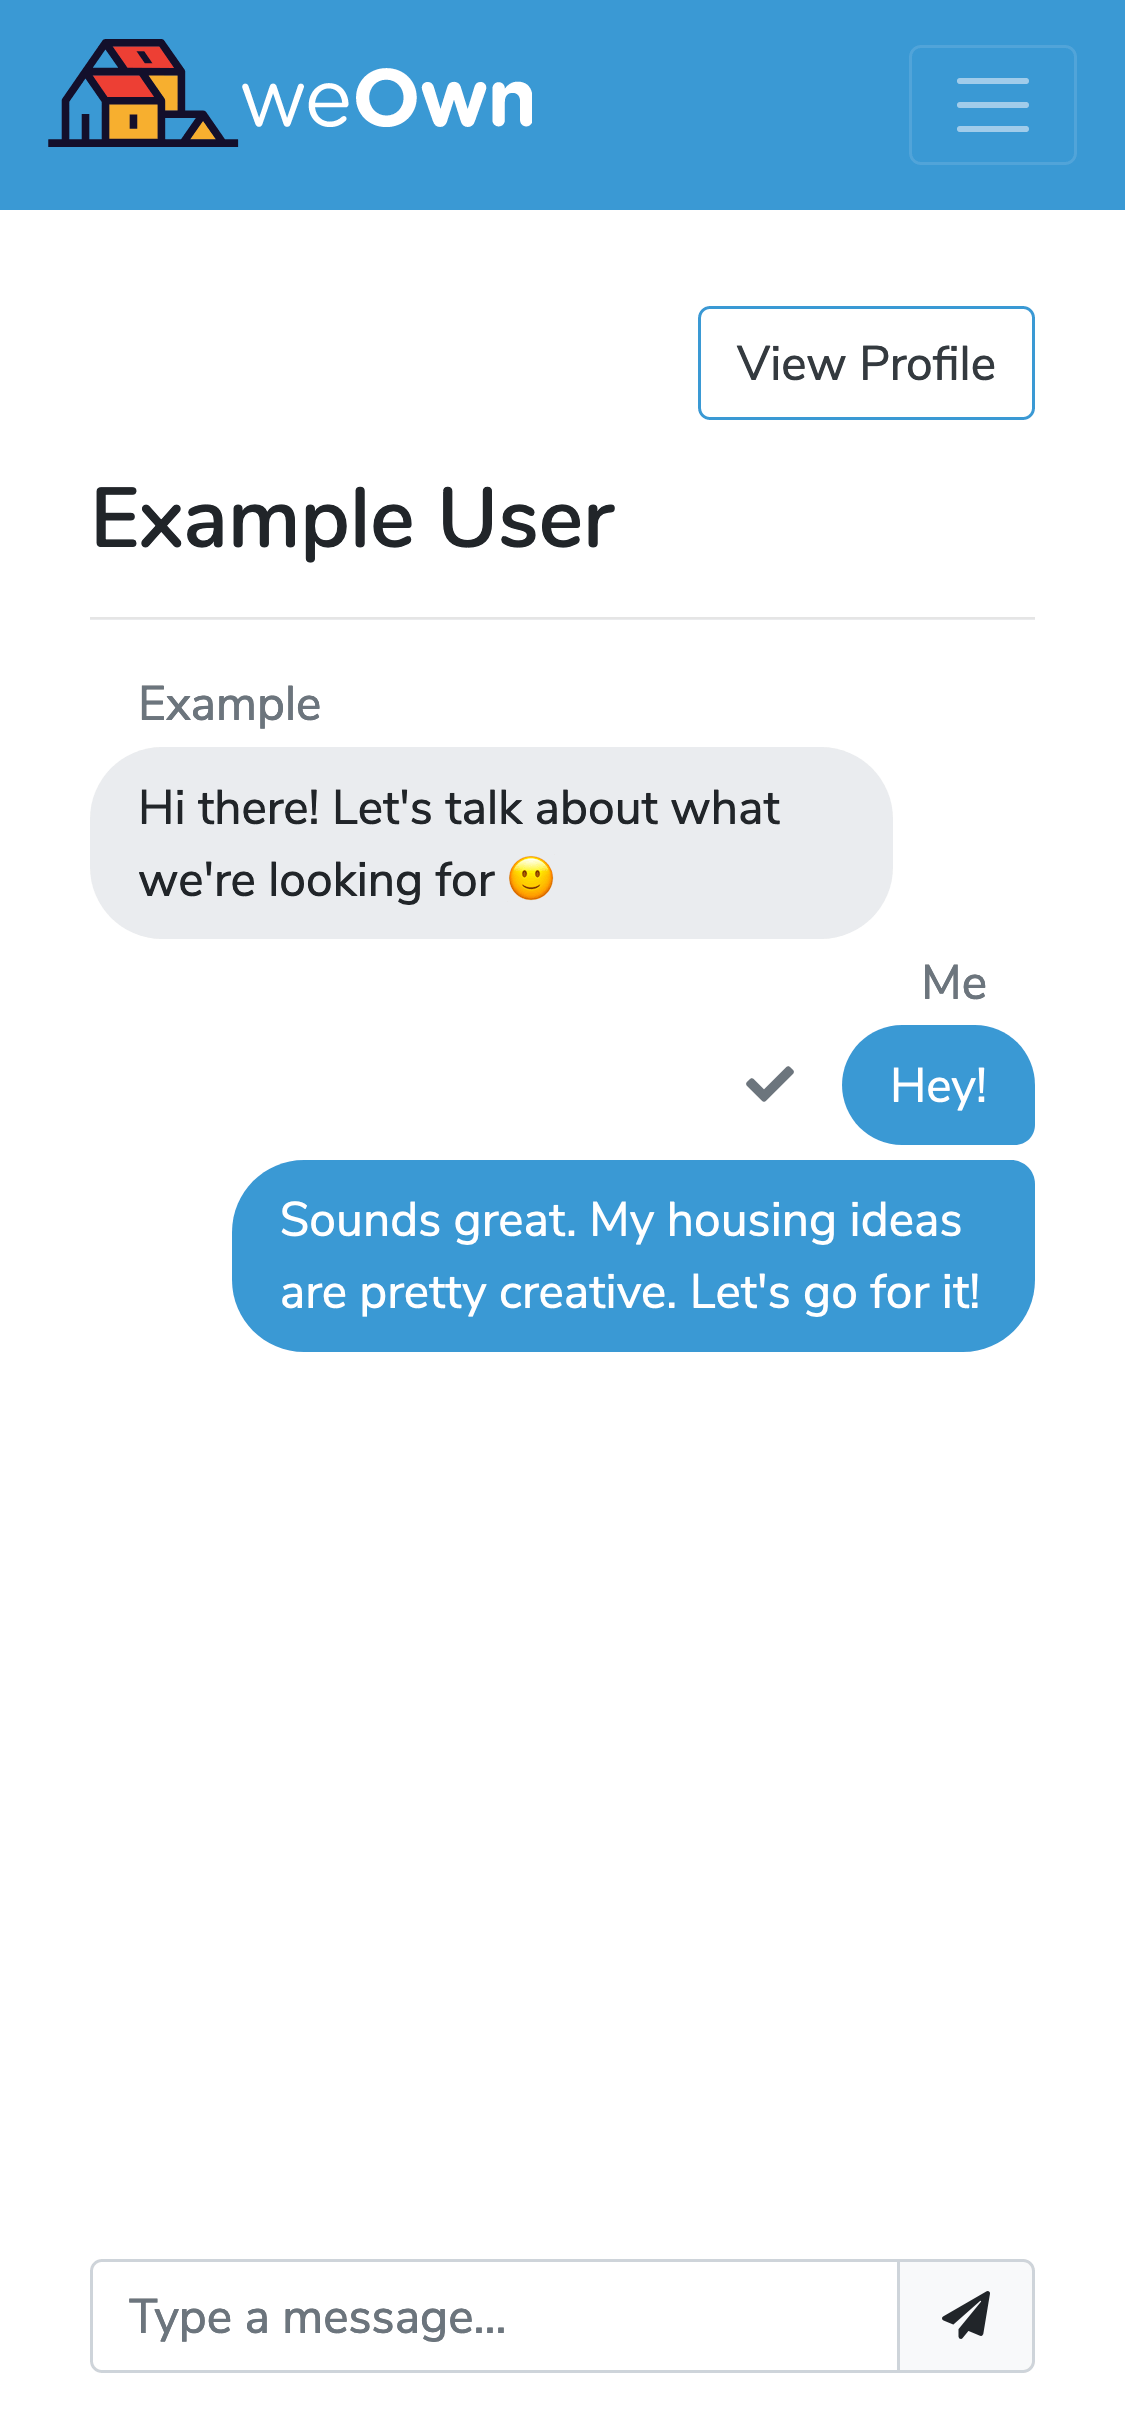 weOwn
View Profile
Example User
Example
Hi there! Let's talk about what
we're looking for 🙂
Me
Hey!
Sounds great. My housing ideas
are pretty creative. Let's go for it!
Type a message...